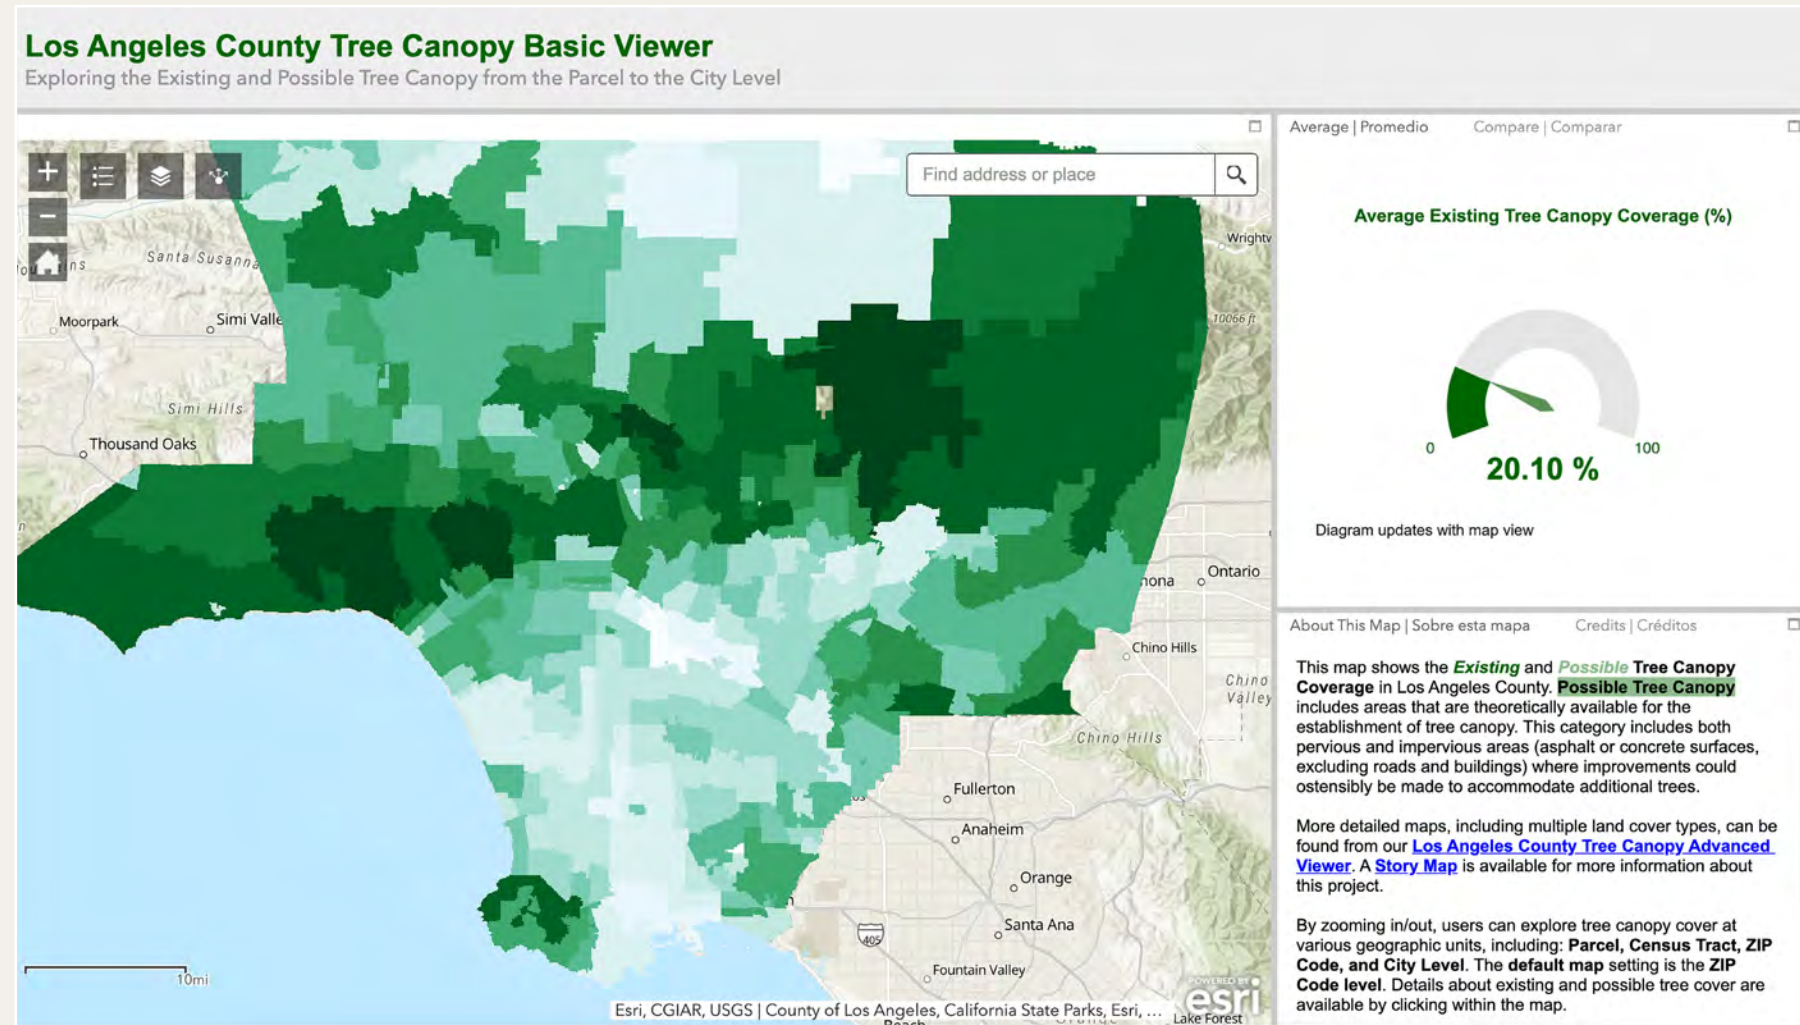 Los Angeles County Tree Canopy Basic Viewer
Exploring the Existing and Possible Tree Canopy from the Parcel to the City Level
Find address or place
Average | Promedio
Compare | Comparar
Average Existing Tree Canopy Coverage (%)
0
100
20.10 %
Diagram updates with map view
Santa Susanna
Moorpark
Simi Valle
Simi Hills
Thousand Oaks
Wrightw
10066 ft
Ontario
nona
Chino Hills
Chino
Valley
Chino Hills
Fullerton
Anaheim
Orange
Santa Ana
405
Fountain Valley
Lake Forest
10mi
Esri, CGIAR, USGS | County of Los Angeles, California State Parks, Esri, ...
POWERED BY
esri
About This Map | Sobre esta mapa
Credits | Créditos
This map shows the Existing and Possible Tree Canopy
Coverage in Los Angeles County. Possible Tree Canopy
includes areas that are theoretically available for the
establishment of tree canopy. This category includes both
pervious and impervious areas (asphalt or concrete surfaces,
excluding roads and buildings) where improvements could
ostensibly be made to accommodate additional trees.
More detailed maps, including multiple land cover types, can be
found from our Los Angeles County Tree Canopy Advanced
Viewer. A Story Map is available for more information about
this project.
By zooming in/out, users can explore tree canopy cover at
various geographic units, including: Parcel, Census Tract, ZIP
Code, and City Level. The default map setting is the ZIP
Code level. Details about existing and possible tree cover are
available by clicking within the map.